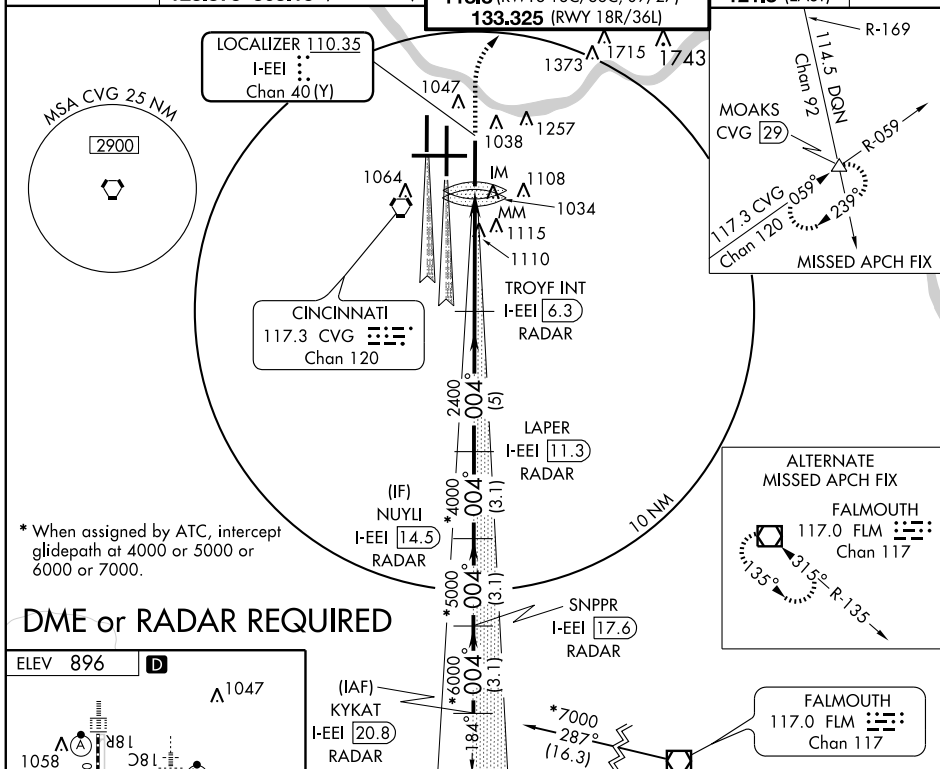 133.325 (RWY 18R/36L)
LOCALIZER 110.35
I-EEI
Chan 40 (Y)
MSA CVG 25 NM
2900
1047
1373
1715
1743
1038
1257
1064
IM
1108
1034
MM
1115
1110
R-169
114.5 DQN
Chan 92
MOAKS
CVG 29
R-059
059°
239°
117.3 CVG
Chan 120
MISSED APCH FIX
CINCINNATI
117.3 CVG
Chan 120
TROYF INT
I-EEI 6.3
RADAR
2400
004°
(5)
LAPER
I-EEI 11.3
RADAR
*4000
004°
(3.1)
(IF)
NUYLI
I-EEI 14.5
RADAR
10 NM
* When assigned by ATC, intercept
glidepath at 4000 or 5000 or
6000 or 7000.
ALTERNATE
MISSED APCH FIX
FALMOUTH
117.0 FLM
Chan 117
135°
315°
R-135
*5000
004°
(3.1)
DME or RADAR REQUIRED
SNPPR
I-EEI 17.6
RADAR
*6000
004°
(3.1)
(IAF)
KYKAT
I-EEI 20.8
RADAR
184°
*7000
287°
(16.3)
FALMOUTH
117.0 FLM
Chan 117
ELEV 896
D
1047
1058
A
18R
18C